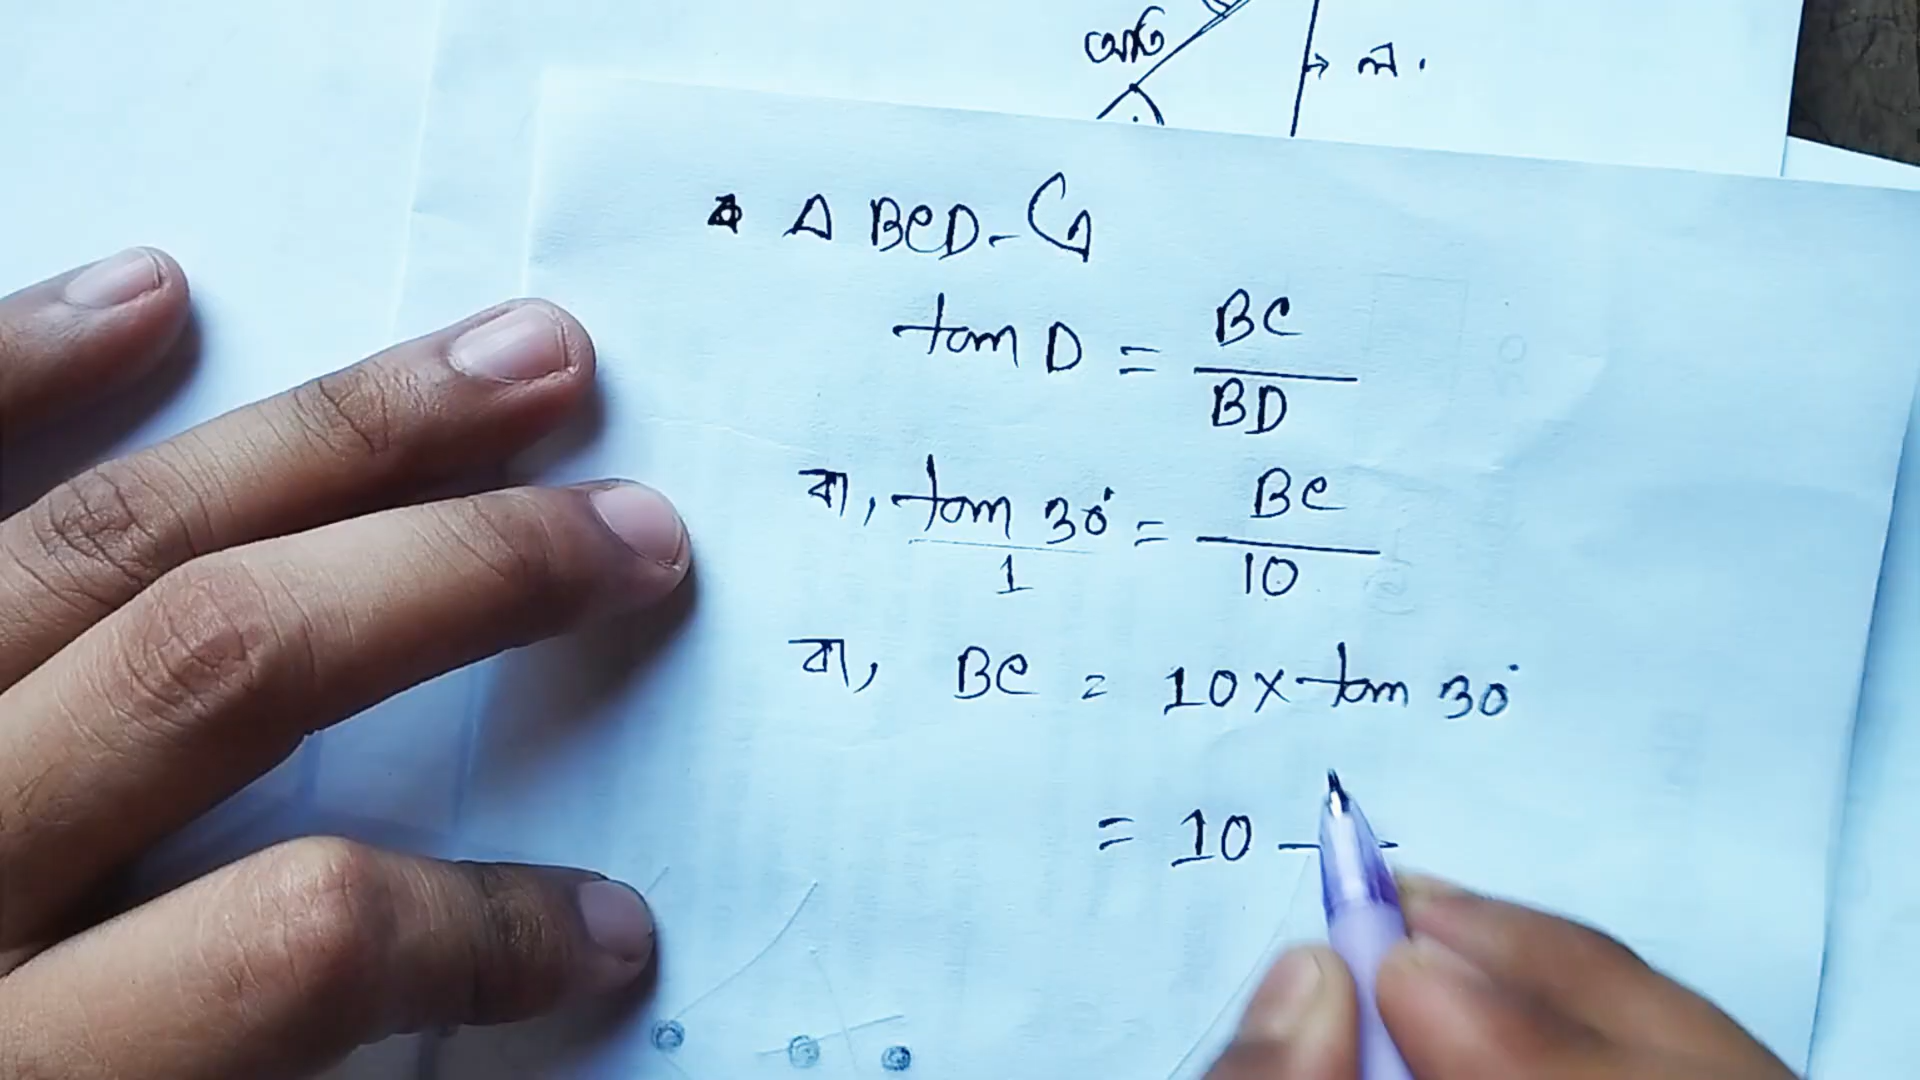 অতি
ল.
Δ BCD-এ
tan D = BC / BD
বা, tan 30° / 1 = BC / 10
বা, BC = 10 × tan 30°
= 10